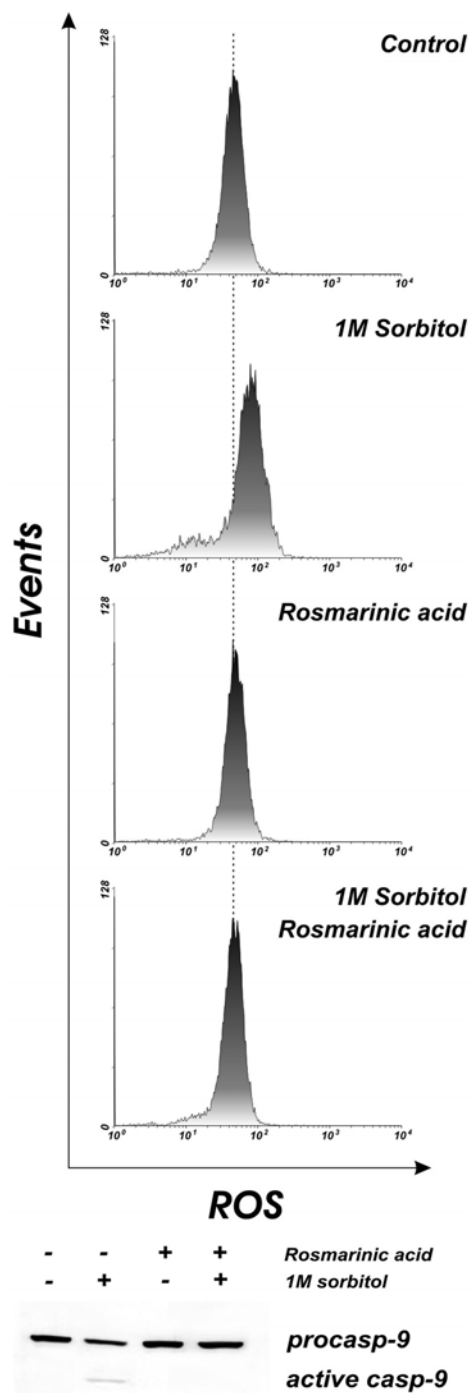 128
Control
0
10⁰ 10¹ 10² 10³ 10⁴
128
1M Sorbitol
0
10⁰ 10¹ 10² 10³ 10⁴
Events
128
Rosmarinic acid
0
10⁰ 10¹ 10² 10³ 10⁴
128
1M Sorbitol
Rosmarinic acid
0
10⁰ 10¹ 10² 10³ 10⁴
ROS
- - + + Rosmarinic acid
- + - + 1M sorbitol
procasp-9
active casp-9